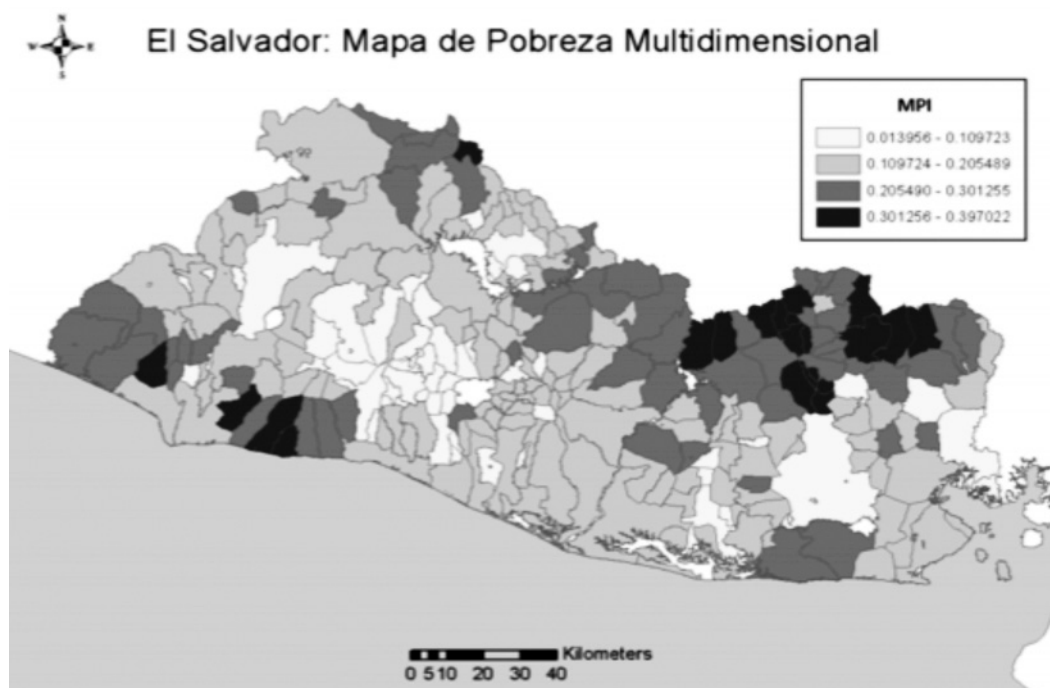 N
W E
S
El Salvador: Mapa de Pobreza Multidimensional
MPI
0.013956 - 0.109723
0.109724 - 0.205489
0.205490 - 0.301255
0.301256 - 0.397022
Kilometers
0 5 10 20 30 40